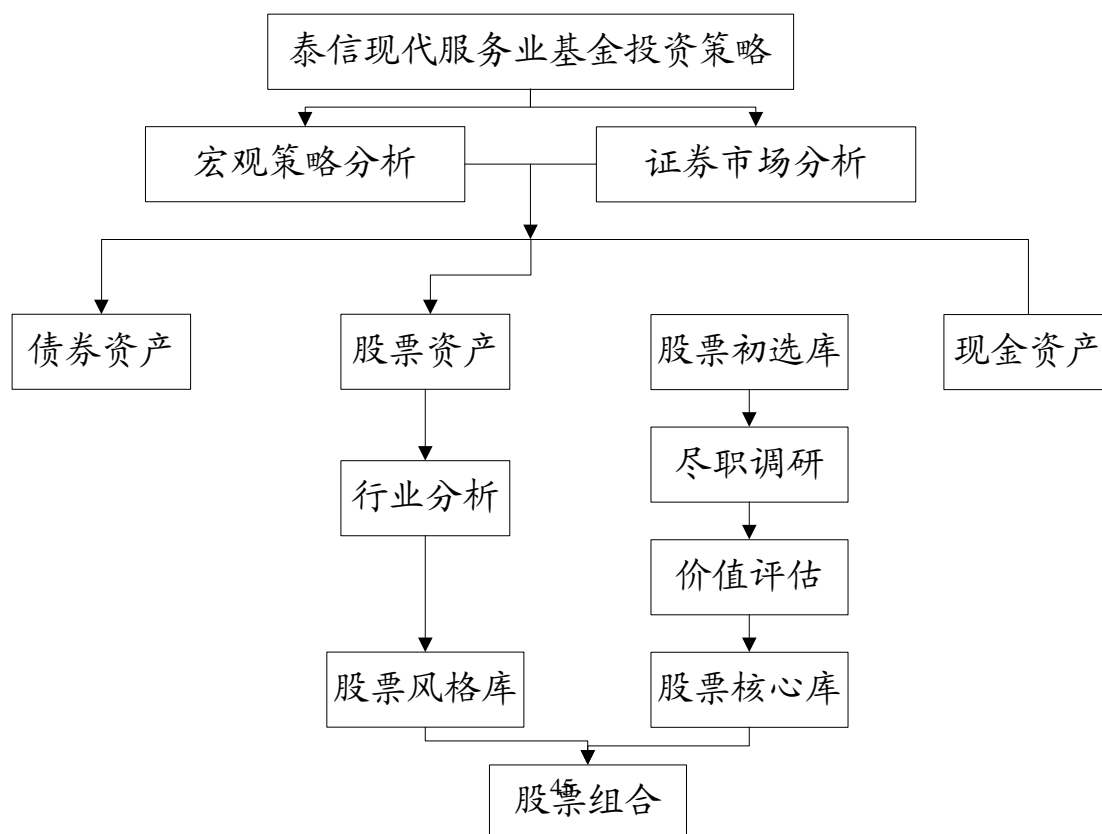 泰信现代服务业基金投资策略
宏观策略分析
证券市场分析
债券资产
股票资产
股票初选库
现金资产
尽职调研
行业分析
价值评估
股票风格库
股票核心库
45
股票组合